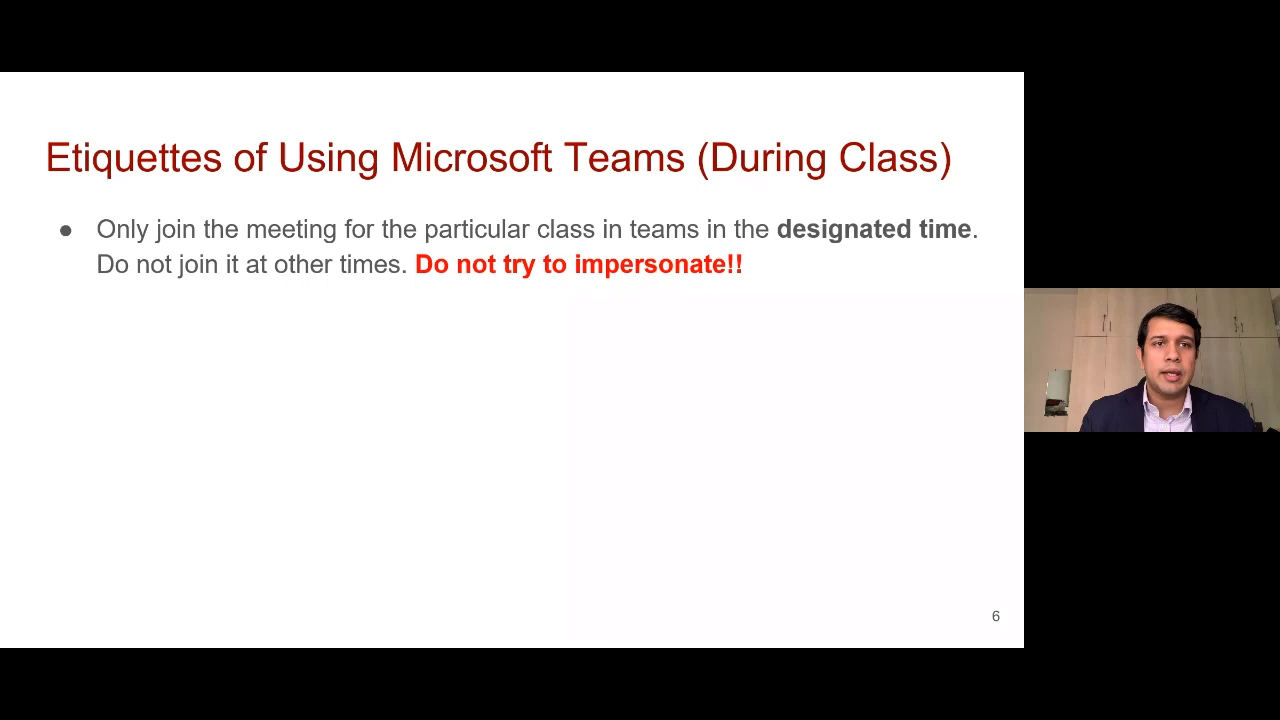 Etiquettes of Using Microsoft Teams (During Class)
● Only join the meeting for the particular class in teams in the designated time.
Do not join it at other times. Do not try to impersonate!!
6